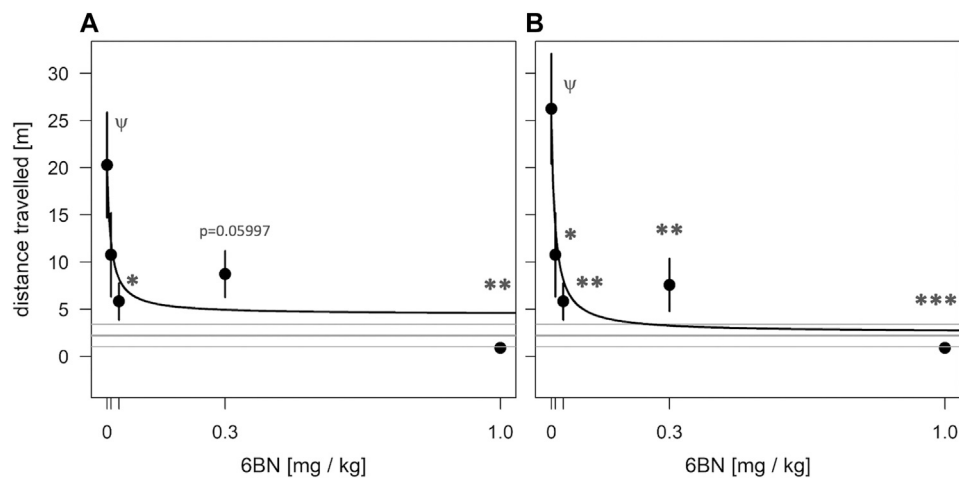 A B
30
25
20
15
10
5
0
distance travelled [m]
ψ
*
p=0.05997
**
0 0.3 1.0
6BN [mg / kg]
ψ
*
**
**
***
0 0.3 1.0
6BN [mg / kg]